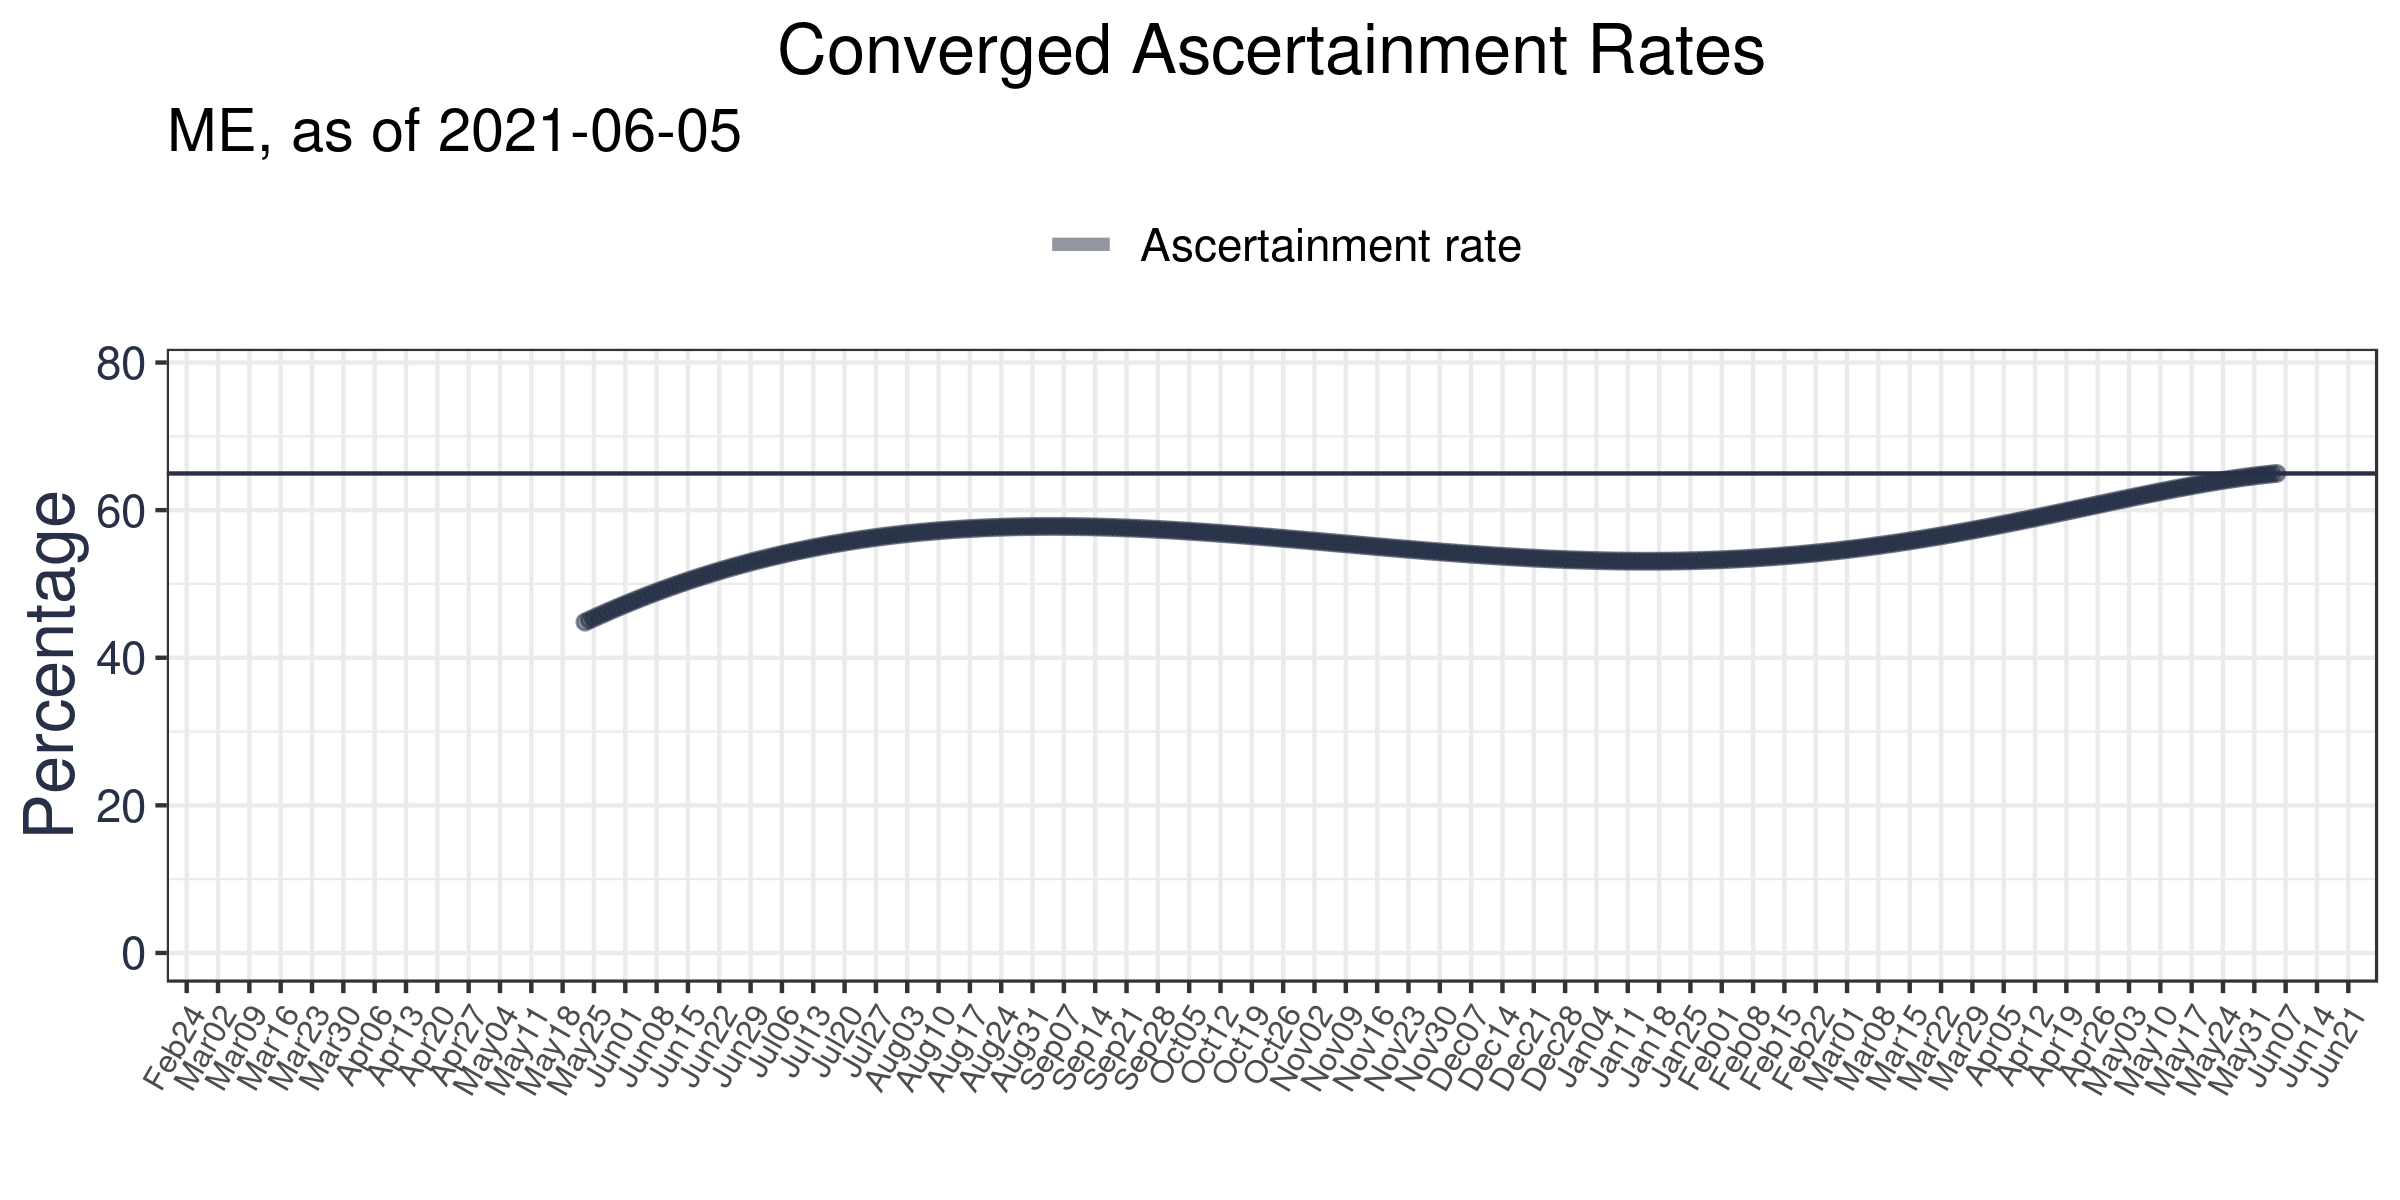 Converged Ascertainment Rates
ME, as of 2021-06-05
Ascertainment rate
Percentage
80
60
40
20
0
Feb24 Mar02 Mar09 Mar16 Mar23 Mar30 Apr06 Apr13 Apr20 Apr27 May04 May11 May18 May25 Jun01 Jun08 Jun15 Jun22 Jun29 Jul06 Jul13 Jul20 Jul27 Aug03 Aug10 Aug17 Aug24 Aug31 Sep07 Sep14 Sep21 Sep28 Oct05 Oct12 Oct19 Oct26 Nov02 Nov09 Nov16 Nov23 Nov30 Dec07 Dec14 Dec21 Dec28 Jan04 Jan11 Jan18 Jan25 Feb01 Feb08 Feb15 Feb22 Mar01 Mar08 Mar15 Mar22 Mar29 Apr05 Apr12 Apr19 Apr26 May03 May10 May17 May24 May31 Jun07 Jun14 Jun21